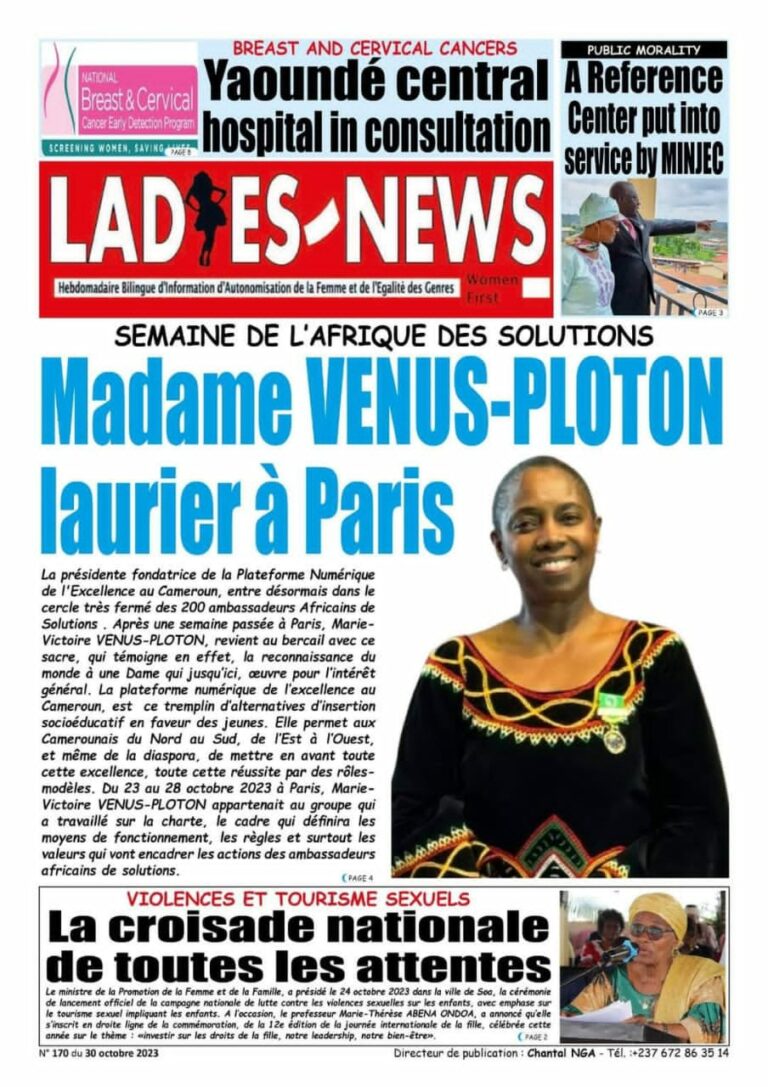 BREAST AND CERVICAL CANCERS
Yaoundé central
hospital in consultation
NATIONAL
Breast & Cervical
Cancer Early Detection Program
SCREENING WOMEN, SAVING
PAGE 8
PUBLIC MORALITY
A Reference
Center put into
service by MINJEC
PAGE 3
LADIES-NEWS
Hebdomadaire Bilingue d'Information d'Autonomisation de la Femme et de l'Egalité des Genres
Women
First
SEMAINE DE L'AFRIQUE DES SOLUTIONS
Madame VENUS-PLOTON
laurier à Paris
La présidente fondatrice de la Plateforme Numérique
de l'Excellence au Cameroun, entre désormais dans le
cercle très fermé des 200 ambassadeurs Africains de
Solutions . Après une semaine passée à Paris, Marie-
Victoire VENUS-PLOTON, revient au bercail avec ce
sacre, qui témoigne en effet, la reconnaissance du
monde à une Dame qui jusqu'ici, œuvre pour l'intérêt
général. La plateforme numérique de l'excellence au
Cameroun, est ce tremplin d'alternatives d'insertion
socioéducatif en faveur des jeunes. Elle permet aux
Camerounais du Nord au Sud, de l'Est à l'Ouest,
et même de la diaspora, de mettre en avant toute
cette excellence, toute cette réussite par des rôles-
modèles. Du 23 au 28 octobre 2023 à Paris, Marie-
Victoire VENUS-PLOTON appartenait au groupe qui
a travaillé sur la charte, le cadre qui définira les
moyens de fonctionnement, les règles et surtout les
valeurs qui vont encadrer les actions des ambassadeurs
africains de solutions.
PAGE 4
VIOLENCES ET TOURISME SEXUELS
La croisade nationale
de toutes les attentes
Le ministre de la Promotion de la Femme et de la Famille, a présidé le 24 octobre 2023 dans la ville de Soa, la cérémonie
de lancement officiel de la campagne nationale de lutte contre les violences sexuelles sur les enfants, avec emphase sur
le tourisme sexuel impliquant les enfants. A l'occasion, le professeur Marie-Thérèse ABENA ONDOA, a annoncé qu'elle
s'inscrit en droite ligne de la commémoration, de la 12e édition de la journée internationale de la fille, célébrée cette
année sur le thème : «investir sur les droits de la fille, notre leadership, notre bien-être».
PAGE 2
N° 170 du 30 octobre 2023
Directeur de publication : Chantal NGA - Tél. :+237 672 86 35 14